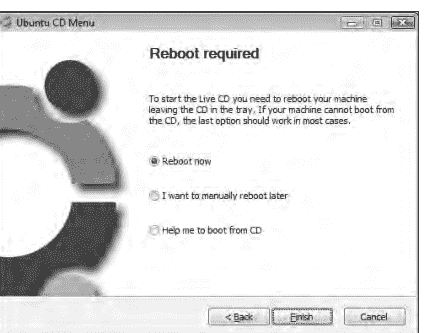 Ubuntu CD Menu
Reboot required
To start the Live CD you need to reboot your machine
leaving the CD in the tray. If your machine cannot boot from
the CD, the last option should work in most cases.
Reboot now
I want to manually reboot later
Help me to boot from CD
< Back
Finish
Cancel